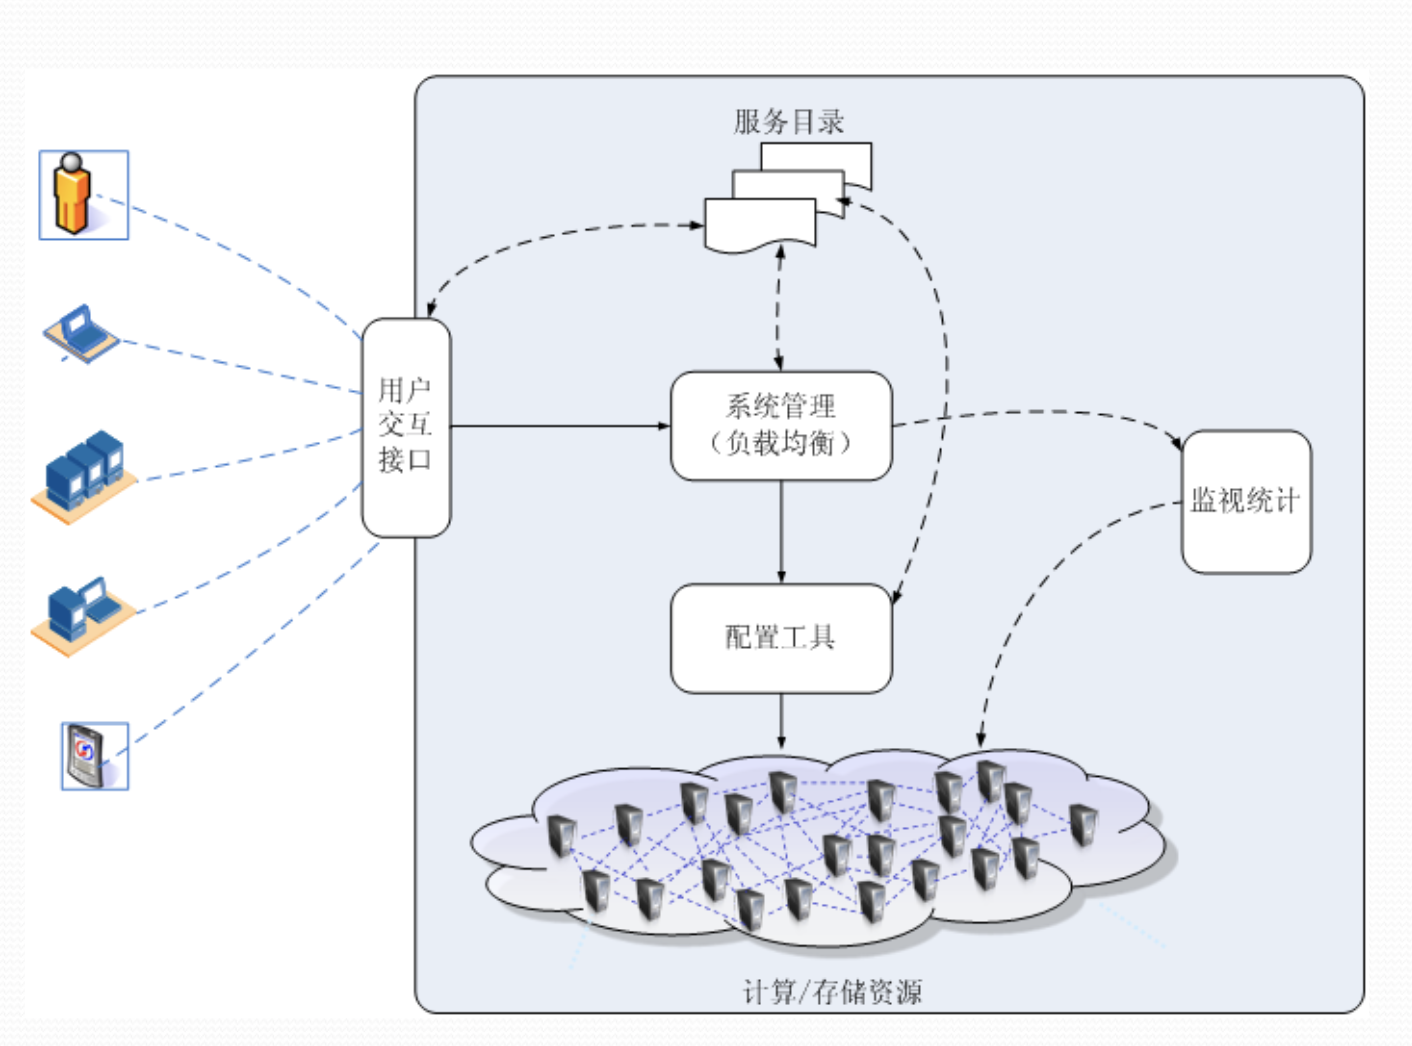 服务目录
用户
交互
接口
系统管理
（负载均衡）
监视统计
配置工具
计算/存储资源